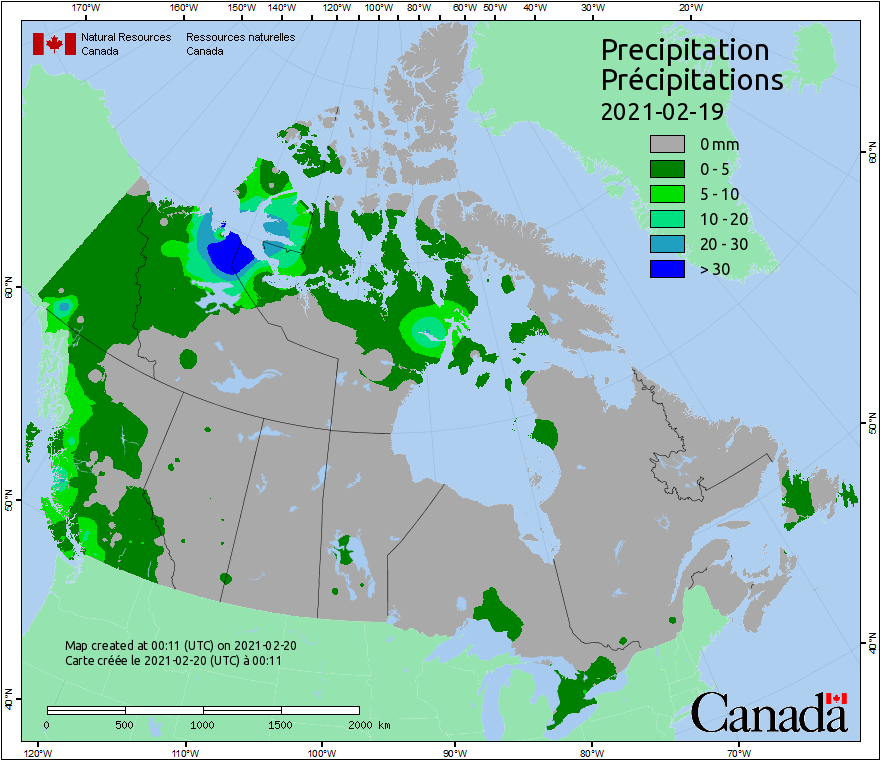 170°W 160°W 150°W 140°W 120°W 110°W 100°W 90°W 80°W 60°W 50°W 40°W 30°W 20°W
Natural Resources Ressources naturelles
Canada Canada
Precipitation
Précipitations
2021-02-19
0 mm
0 - 5
5 - 10
10 - 20
20 - 30
> 30
60°N
60°N
50°N
50°N
40°N
40°N
Map created at 00:11 (UTC) on 2021-02-20
Carte créée le 2021-02-20 (UTC) à 00:11
0 500 1000 1500 2000 km
Canada
120°W 110°W 100°W 90°W 80°W 70°W